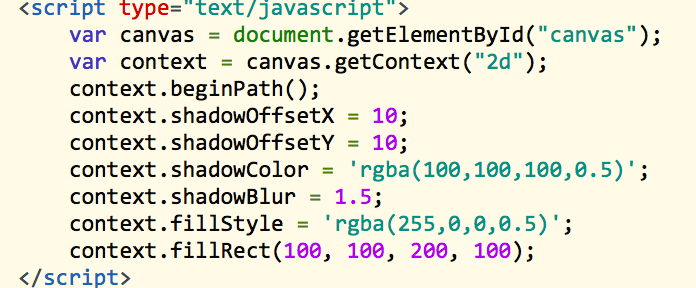 <script type="text/javascript">
    var canvas = document.getElementById("canvas");
    var context = canvas.getContext("2d");
    context.beginPath();
    context.shadowOffsetX = 10;
    context.shadowOffsetY = 10;
    context.shadowColor = 'rgba(100,100,100,0.5)';
    context.shadowBlur = 1.5;
    context.fillStyle = 'rgba(255,0,0,0.5)';
    context.fillRect(100, 100, 200, 100);
</script>